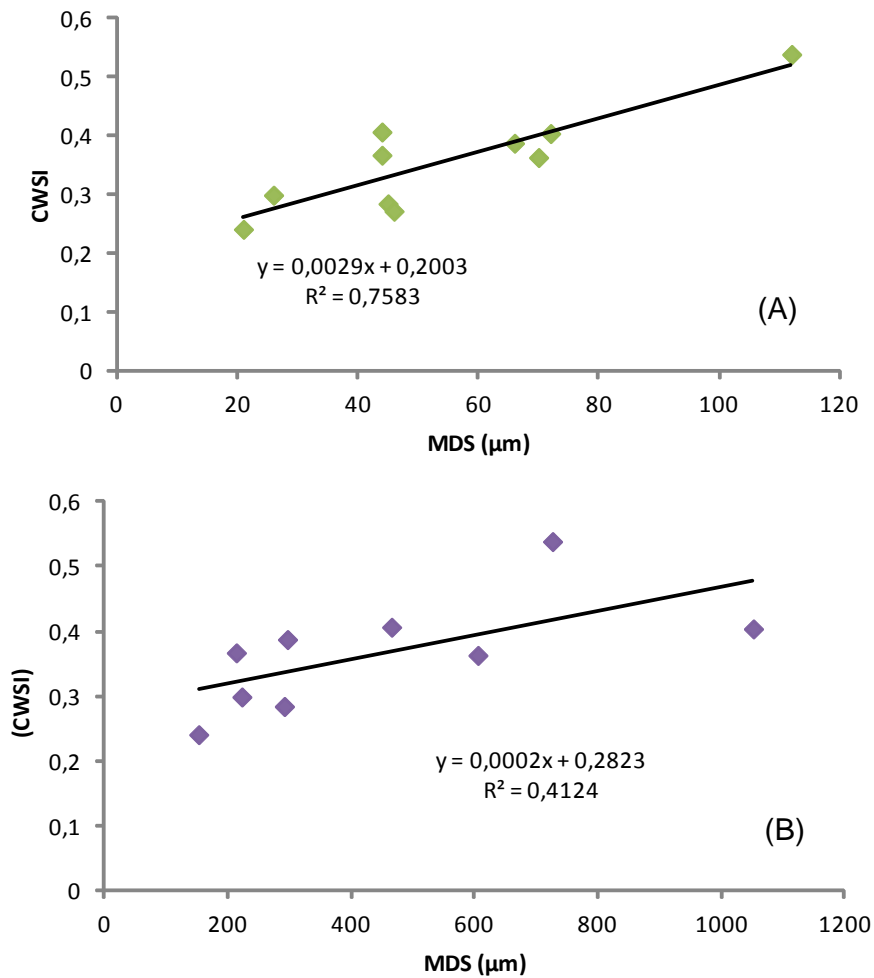 0,6
0,5
0,4
0,3
0,2
0,1
0
CWSI
y = 0,0029x + 0,2003
R² = 0,7583
(A)
0 20 40 60 80 100 120
MDS (µm)
0,6
0,5
0,4
0,3
0,2
0,1
0
(CWSI)
y = 0,0002x + 0,2823
R² = 0,4124
(B)
0 200 400 600 800 1000 1200
MDS (µm)